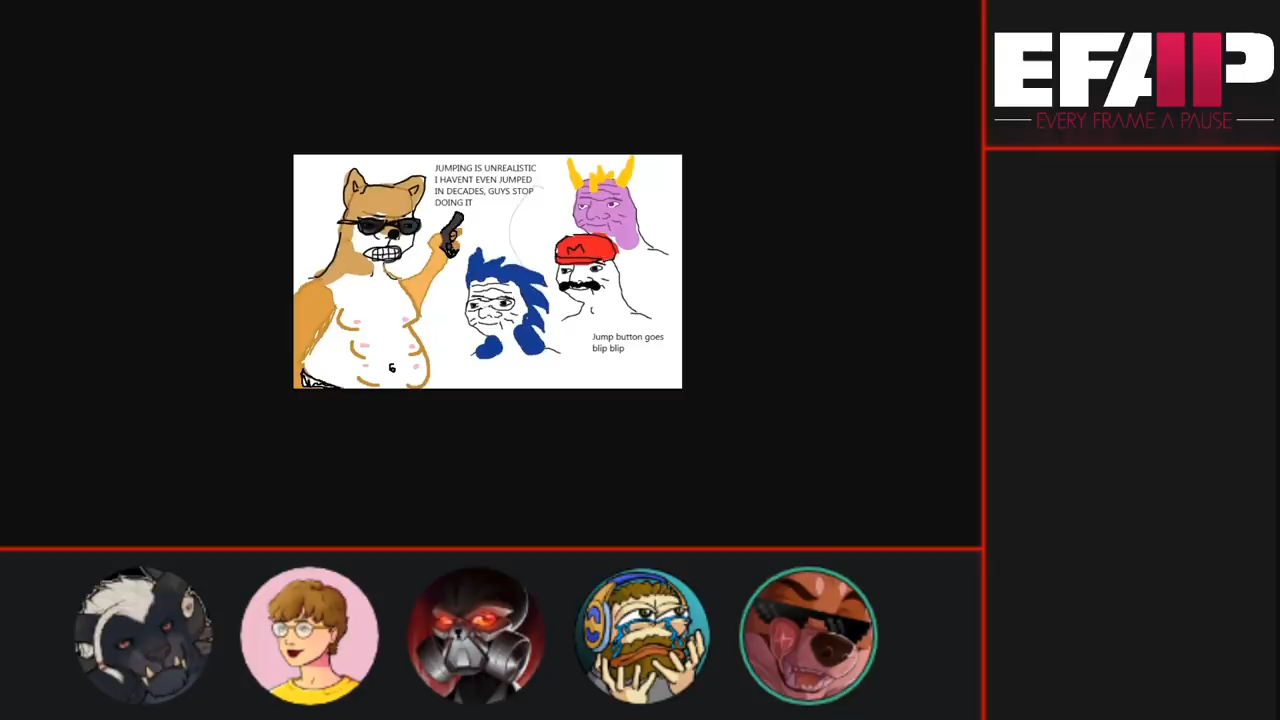 JUMPING IS UNREALISTIC
I HAVENT EVEN JUMPED
IN DECADES, GUYS STOP
DOING IT
Jump button goes
blip blip
M
EFAP
EVERY FRAME A PAUSE